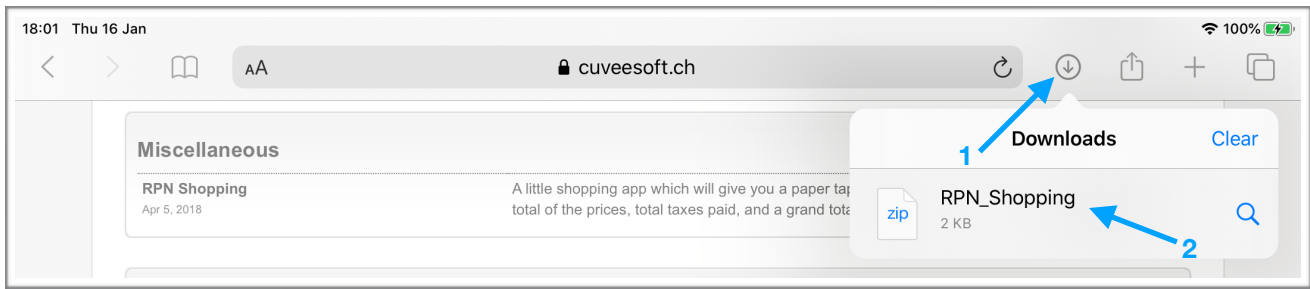 18:01 Thu 16 Jan
100%
AA
cuveesoft.ch
1
Downloads
Clear
Miscellaneous
RPN Shopping
Apr 5, 2018
A little shopping app which will give you a paper
total of the prices, total taxes paid, and a grand
zip
RPN_Shopping
2 KB
2